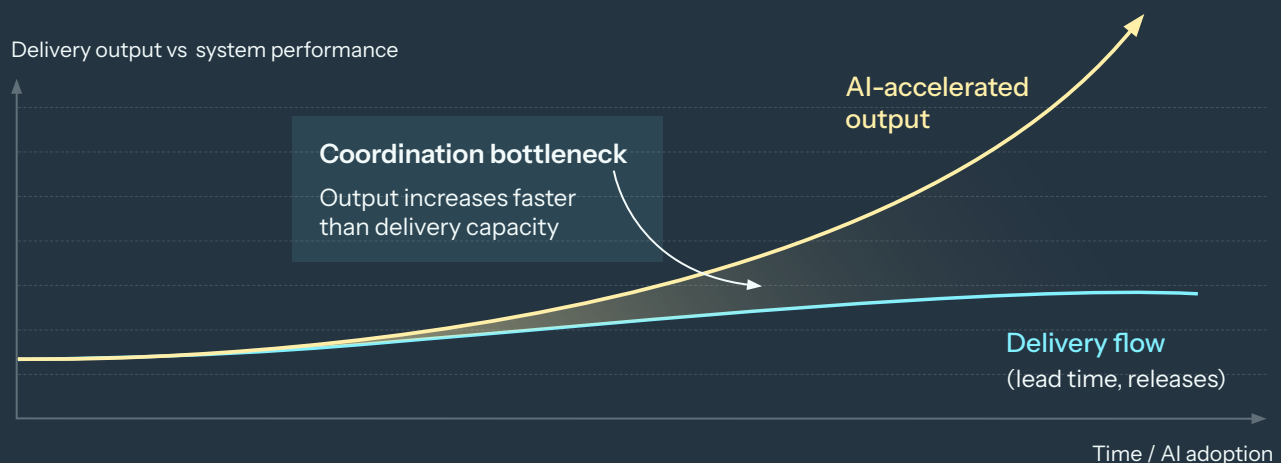 Delivery output vs system performance
AI-accelerated
output
Coordination bottleneck
Output increases faster
than delivery capacity
Delivery flow
(lead time, releases)
Time / AI adoption